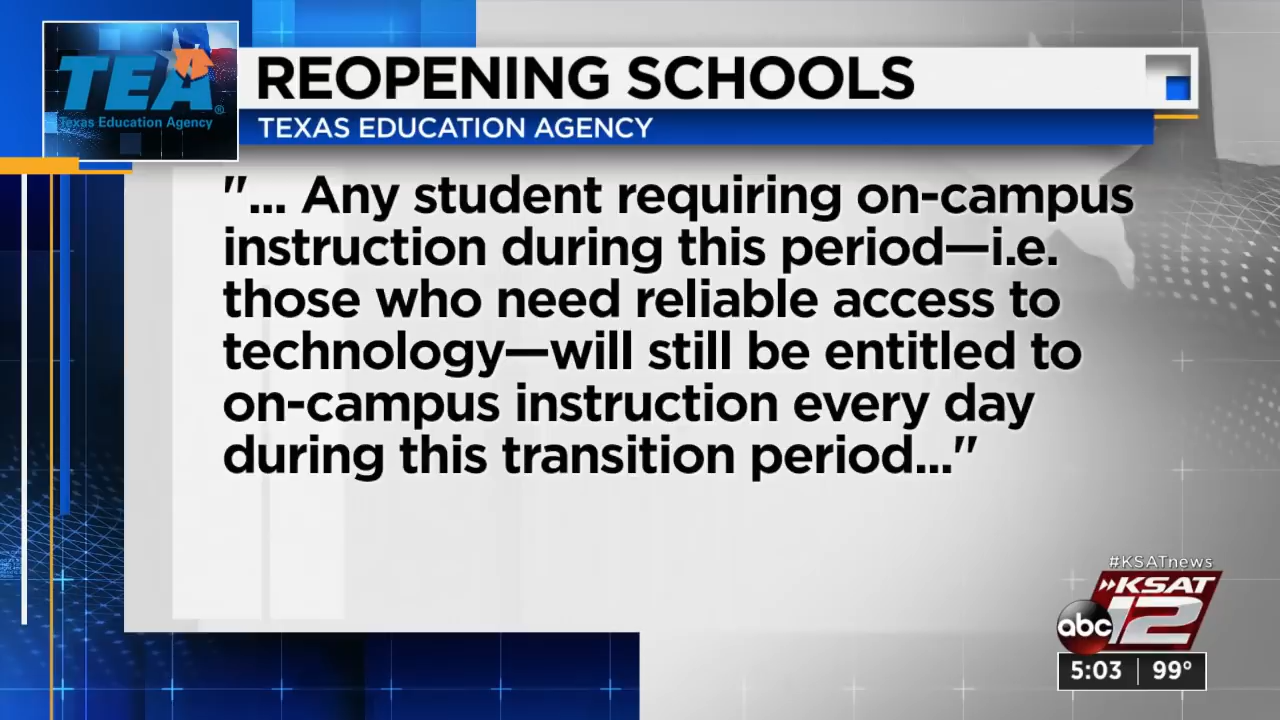 TEA®
Texas Education Agency
REOPENING SCHOOLS
TEXAS EDUCATION AGENCY
"... Any student requiring on-campus
instruction during this period—i.e.
those who need reliable access to
technology—will still be entitled to
on-campus instruction every day
during this transition period..."
#KSATnews
KSAT
abc 12
5:03 | 99°